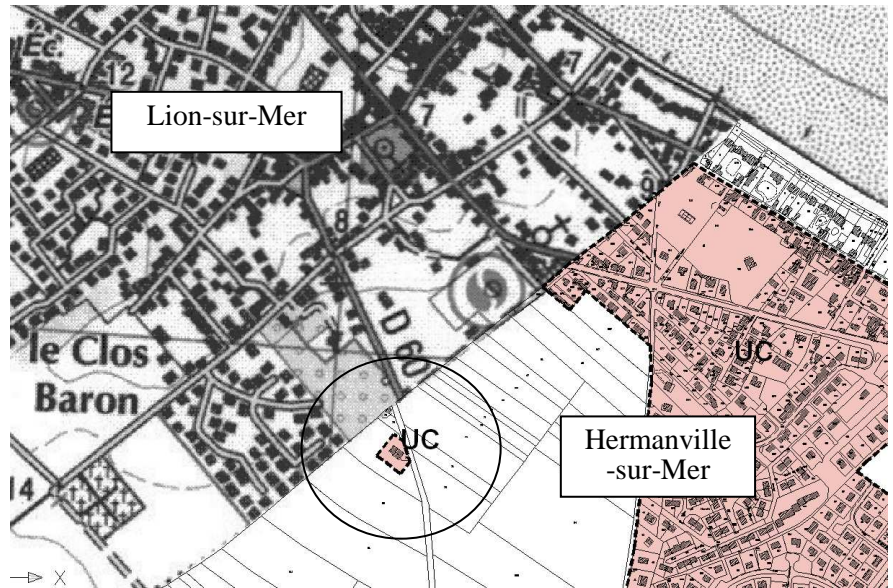 Ec.
12
Lion-sur-Mer
7
7
9
8
D 60
le Clos
Baron
UC
UC
Hermanville
-sur-Mer
14
X